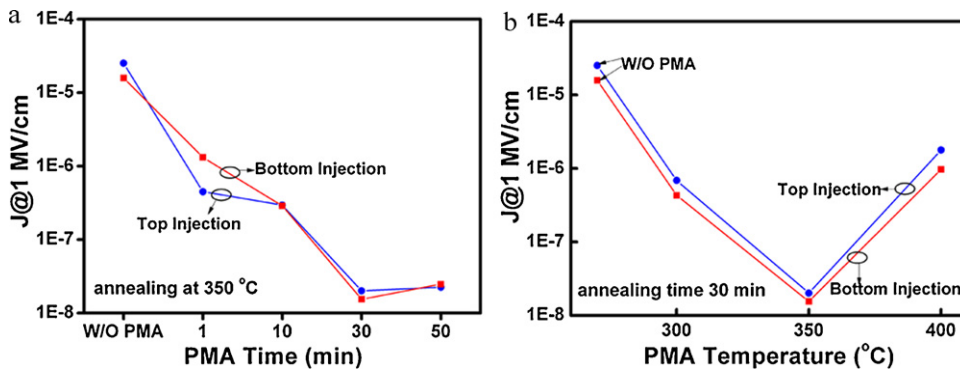 a
1E-4
1E-5
1E-6
1E-7
1E-8
J@1 MV/cm
Bottom Injection
Top Injection
annealing at 350 °C
W/O PMA 1 10 30 50
PMA Time (min)
b
1E-4
1E-5
1E-6
1E-7
1E-8
J@1 MV/cm
W/O PMA
Top Injection
Bottom Injection
annealing time 30 min
300 350 400
PMA Temperature (°C)